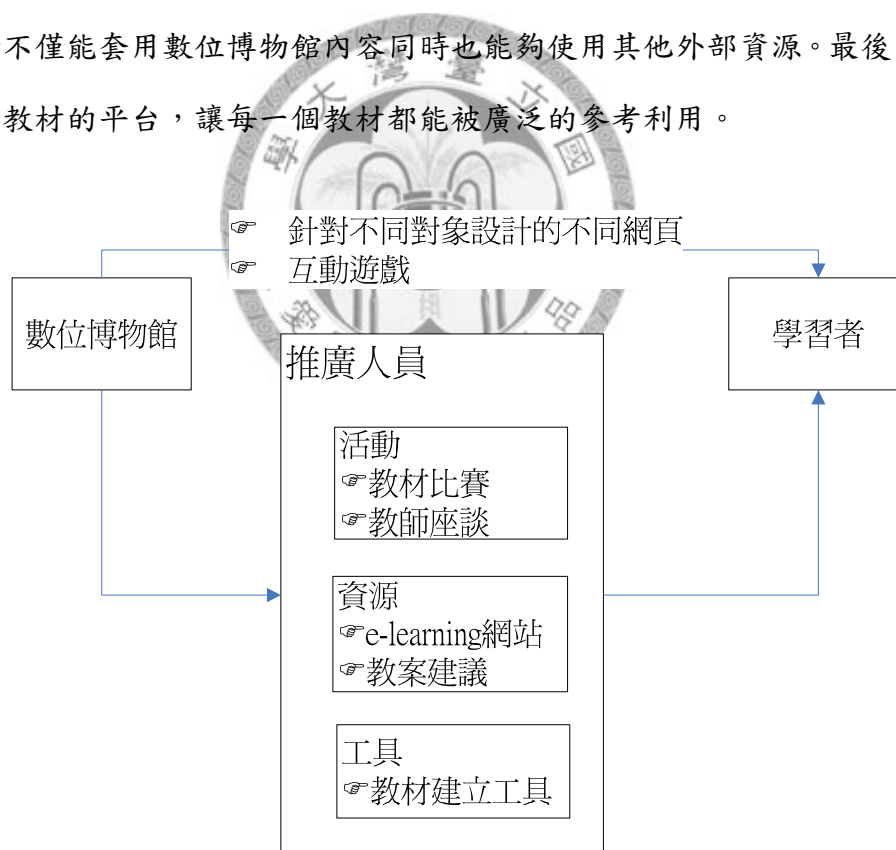 不僅能套用數位博物館內容同時也能夠使用其他外部資源。最後
教材的平台，讓每一個教材都能被廣泛的參考利用。
☞ 針對不同對象設計的不同網頁
☞ 互動遊戲
數位博物館
學習者
推廣人員
活動
☞教材比賽
☞教師座談
資源
☞e-learning網站
☞教案建議
工具
☞教材建立工具